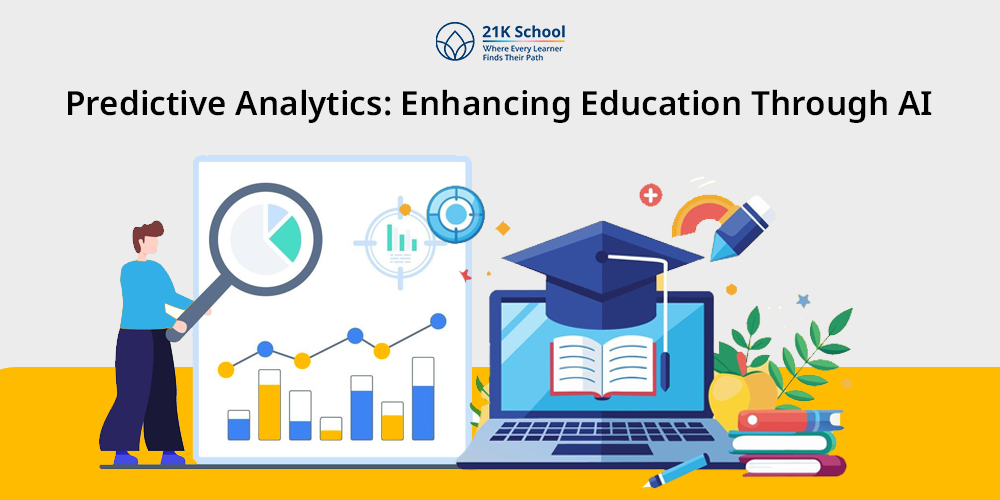 21K School
Where Every Learner
Finds Their Path
Predictive Analytics: Enhancing Education Through AI